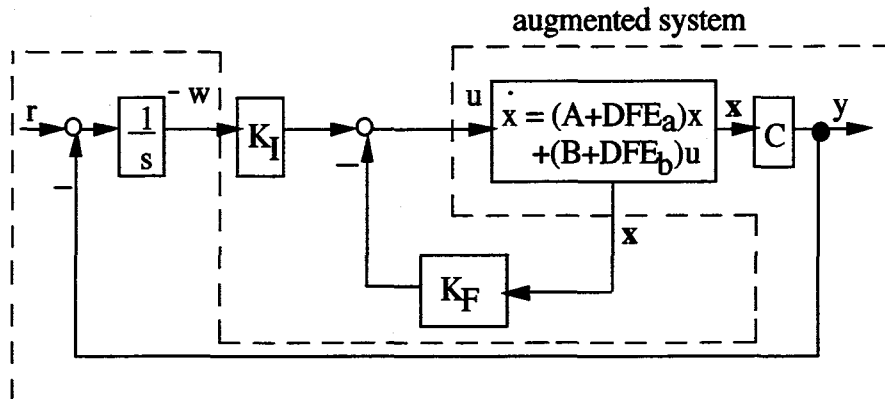 augmented system
r
1
s
- w
K_I
u
ẋ = (A+DFE_a)x
+(B+DFE_b)u
x
C
y
−
−
x
K_F